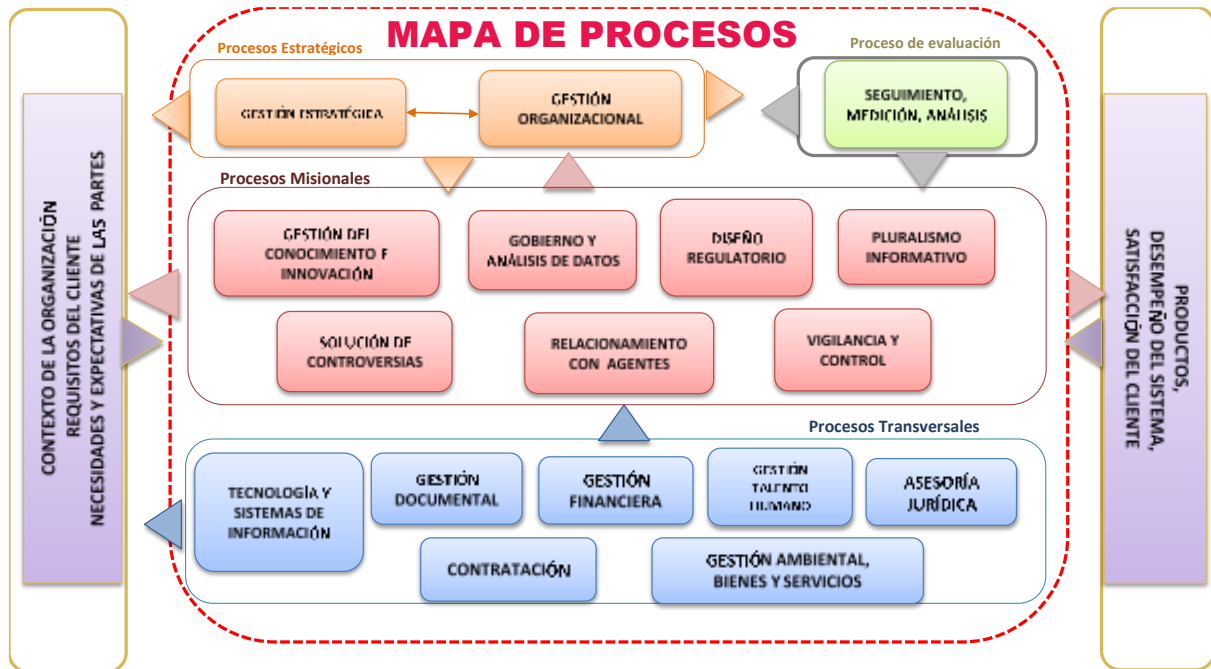 MAPA DE PROCESOS
Procesos Estratégicos
Proceso de evaluación
GESTIÓN ESTRATÉGICA
GESTIÓN
ORGANIZACIONAL
SEGUIMIENTO,
MEDICIÓN, ANÁLISIS
CONTEXTO DE LA ORGANIZACIÓN
REQUISITOS DEL CLIENTE
NECESIDADES Y EXPECTATIVAS DE LAS PARTES
Procesos Misionales
GESTIÓN DEL
CONOCIMIENTO E
INNOVACIÓN
GOBIERNO Y
ANÁLISIS DE DATOS
DISEÑO
REGULATORIO
PLURALISMO
INFORMATIVO
SOLUCIÓN DE
CONTROVERSIAS
RELACIONAMIENTO
CON AGENTES
VIGILANCIA Y
CONTROL
Procesos Transversales
TECNOLOGÍA Y
SISTEMAS DE
INFORMACIÓN
GESTIÓN
DOCUMENTAL
GESTIÓN
FINANCIERA
GESTIÓN
TALENTO
HUMANO
ASESORÍA
JURÍDICA
CONTRATACIÓN
GESTIÓN AMBIENTAL,
BIENES Y SERVICIOS
PRODUCTOS,
DESEMPEÑO DEL SISTEMA,
SATISFACCIÓN DEL CLIENTE